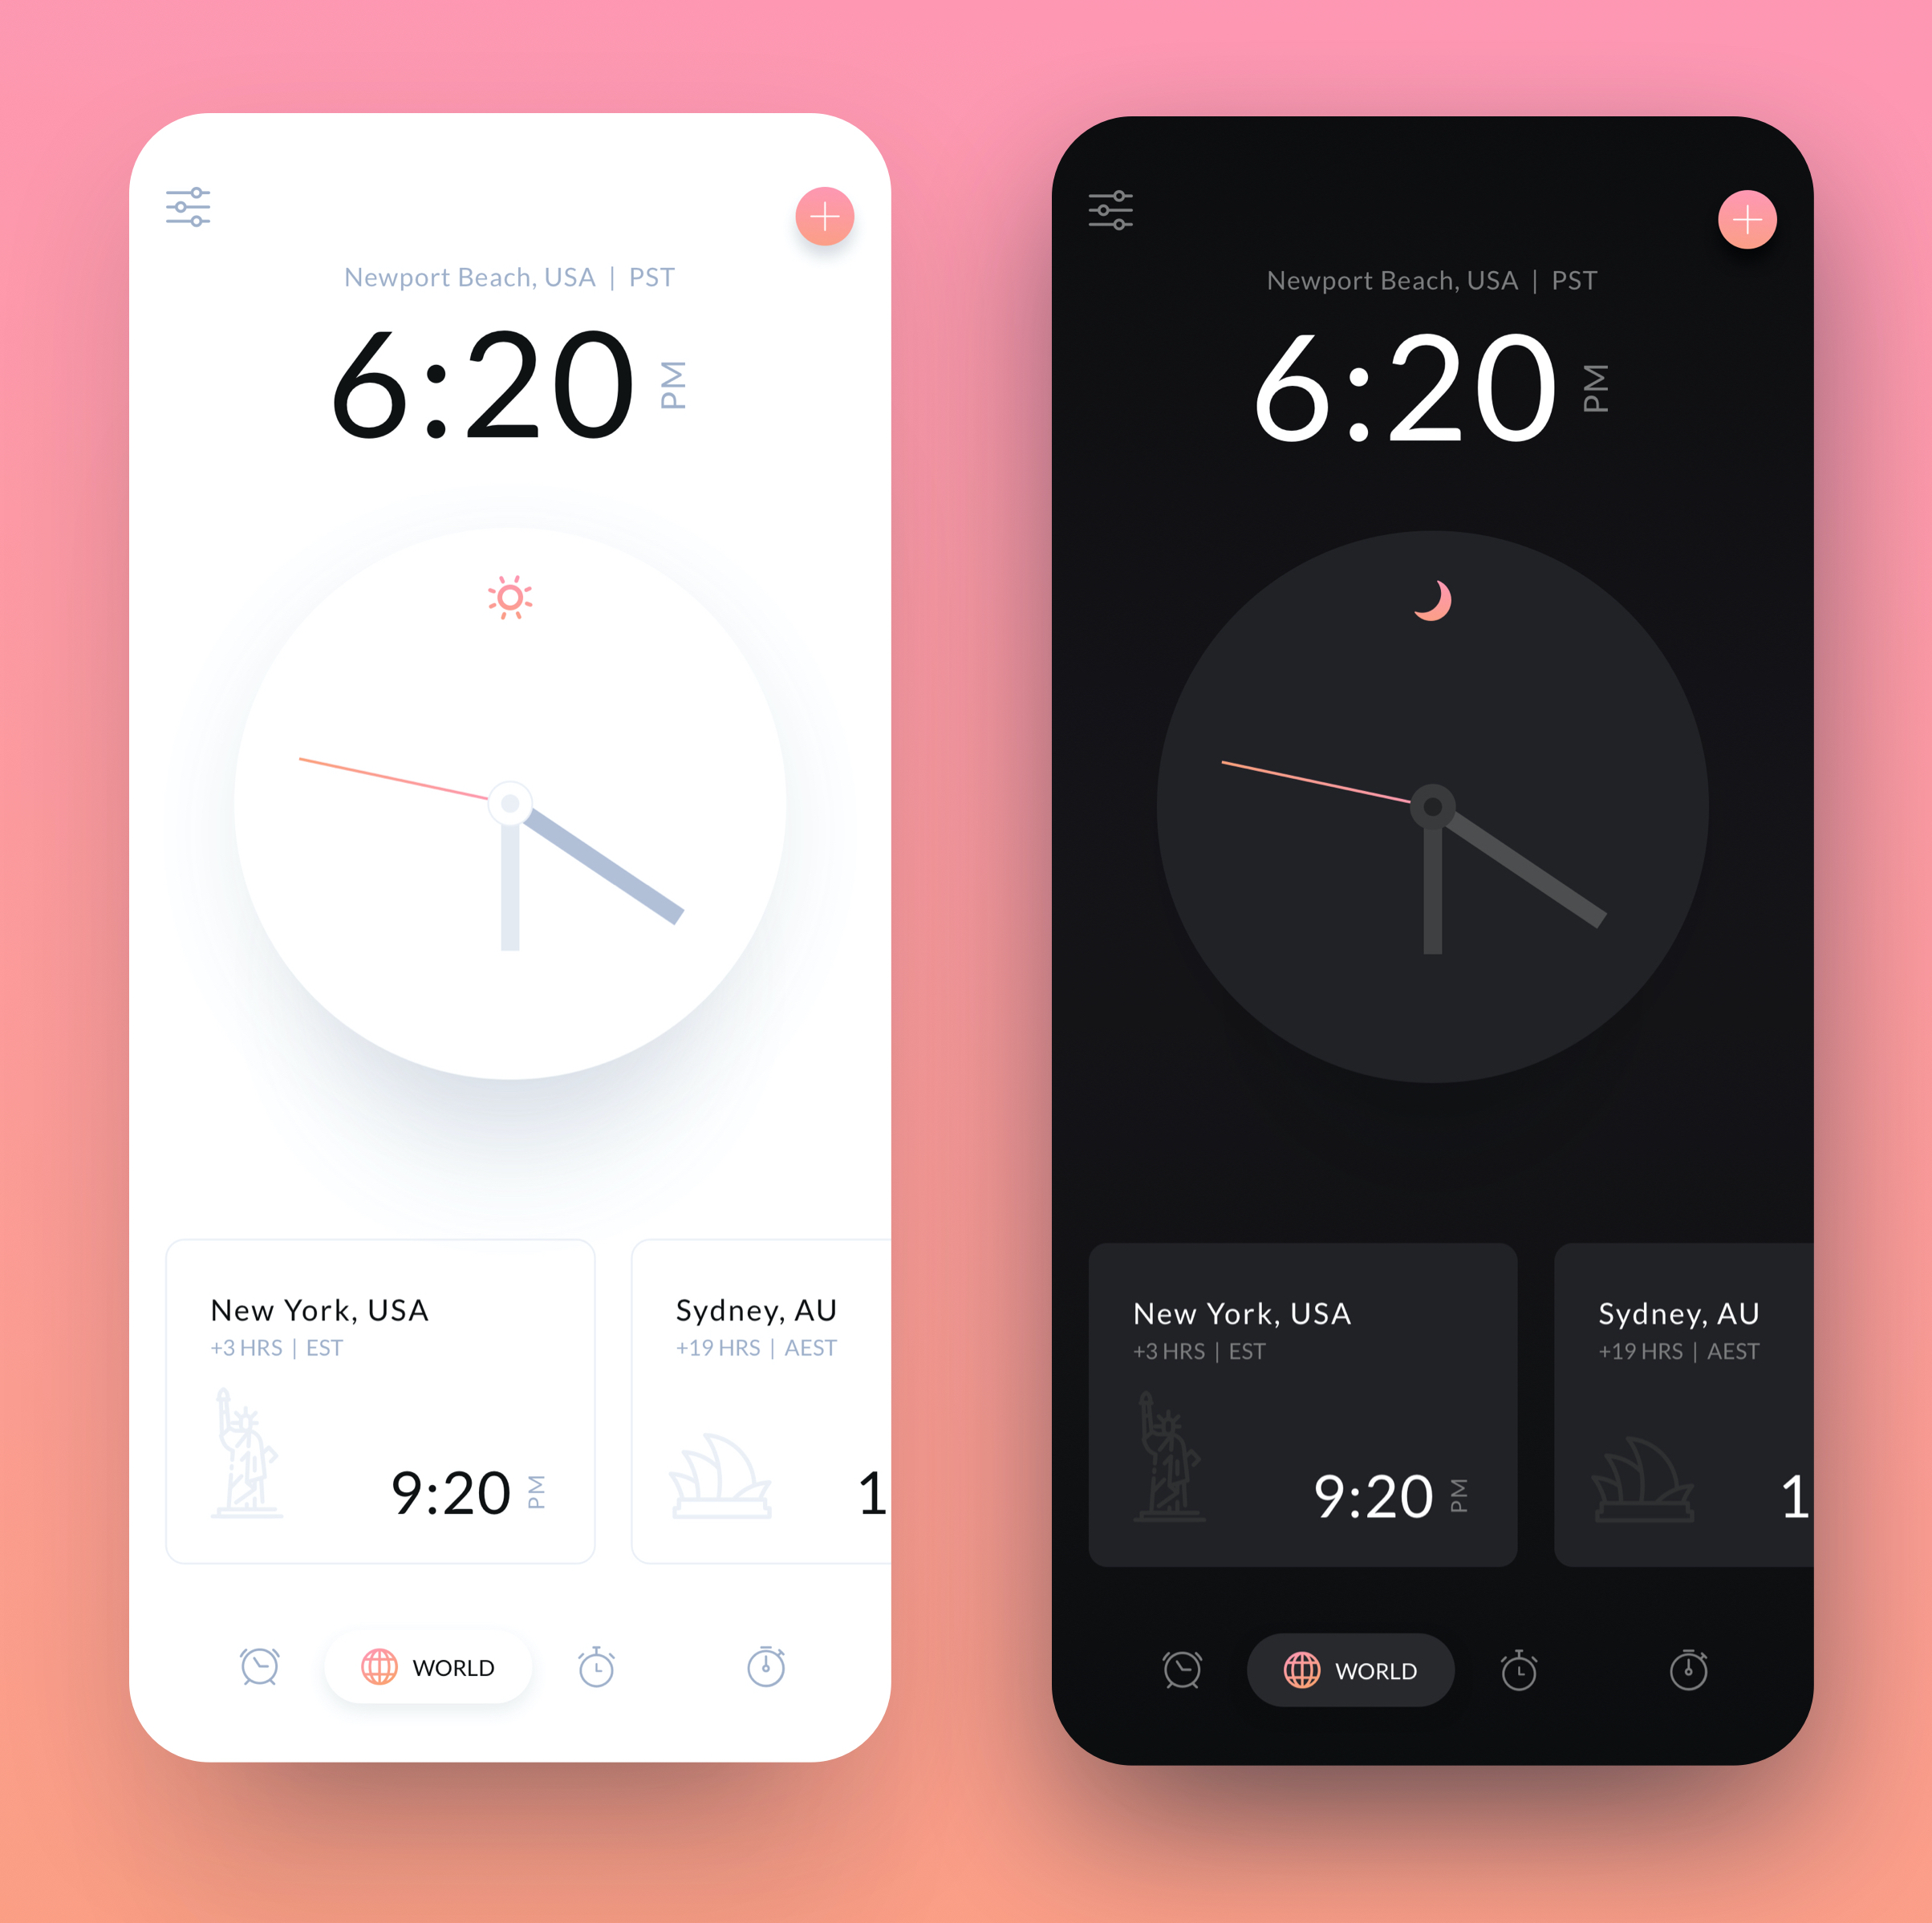 Newport Beach, USA | PST
6:20 PM
New York, USA
+3 HRS | EST
9:20 PM
Sydney, AU
+19 HRS | AEST
1
WORLD
Newport Beach, USA | PST
6:20 PM
New York, USA
+3 HRS | EST
9:20 PM
Sydney, AU
+19 HRS | AEST
1
WORLD